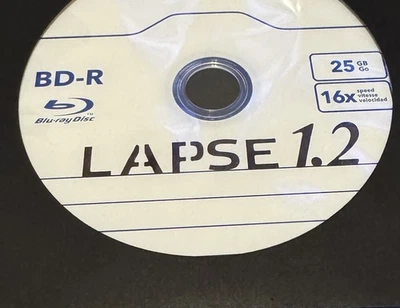 BD-R
Blu-ray Disc
25 GB Go
16x speed vitesse velocidad
LAPSE 1.2